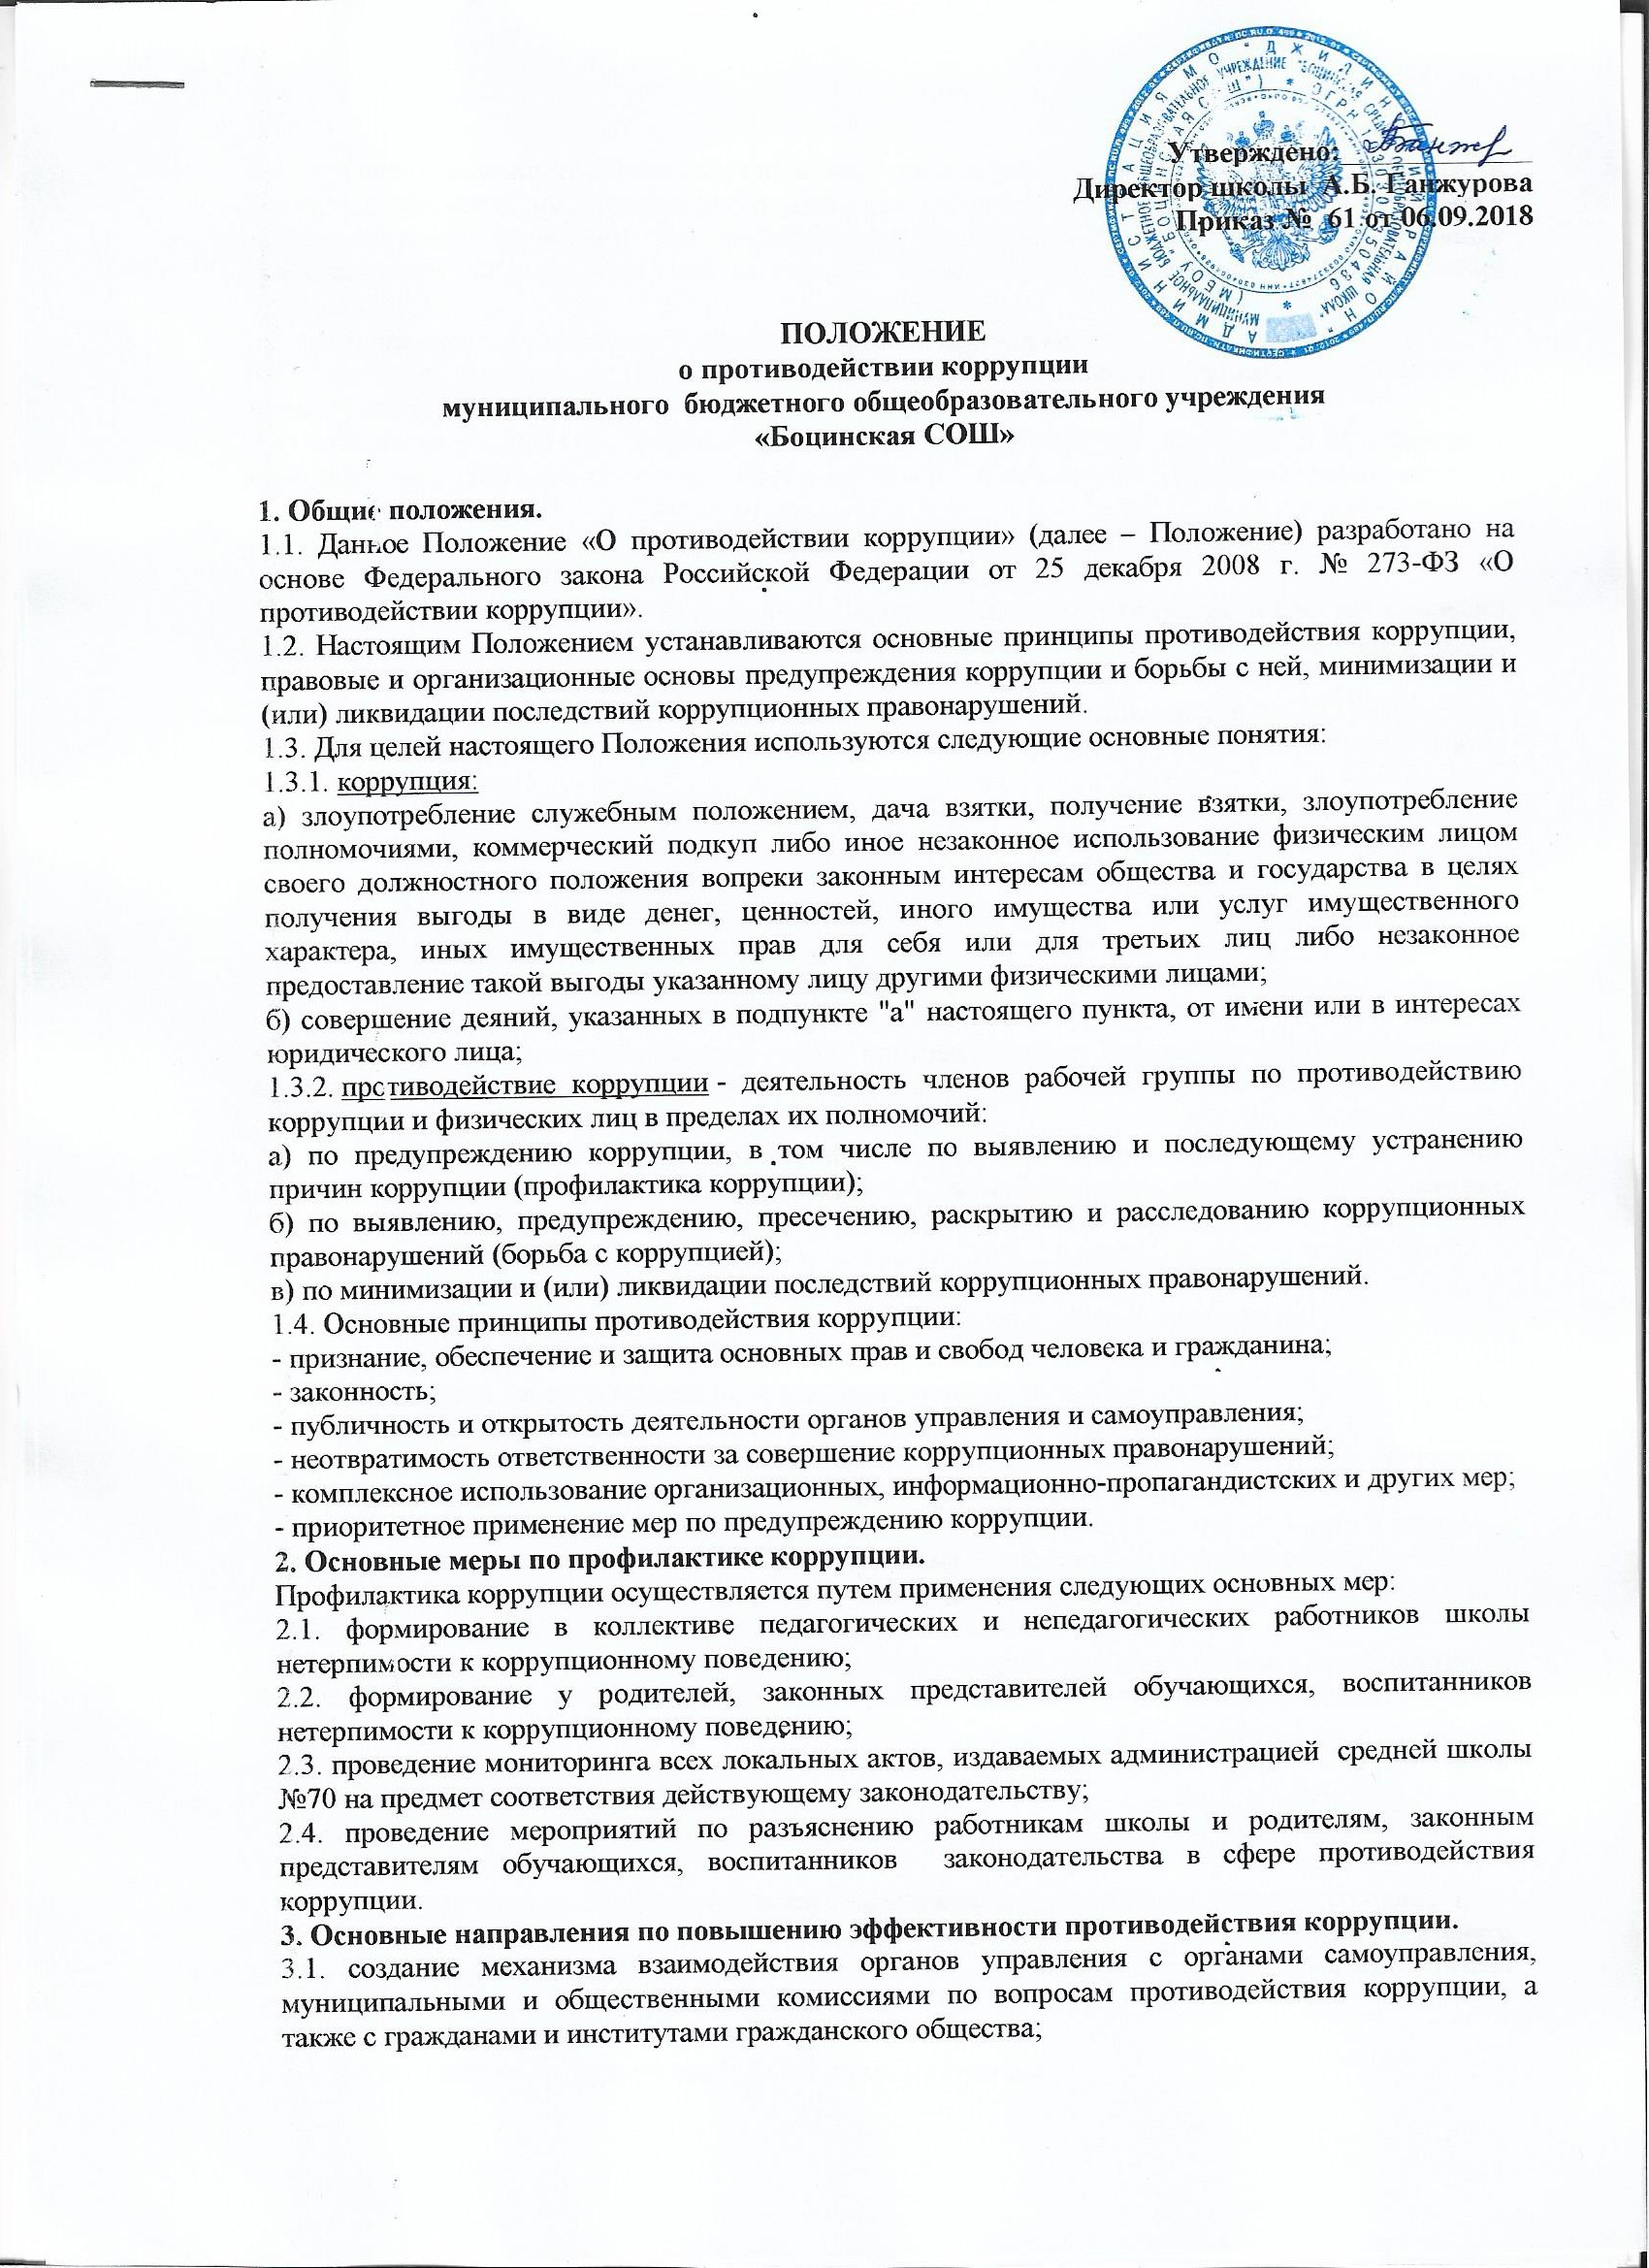 Утверждено:
Директор школы А.Б. Ганжурова
Приказ № 61 от 06.09.2018
ПОЛОЖЕНИЕ
о противодействии коррупции
муниципального бюджетного общеобразовательного учреждения
«Боцинская СОШ»
1. Общие положения.
1.1. Данное Положение «О противодействии коррупции» (далее – Положение) разработано на
основе Федерального закона Российской Федерации от 25 декабря 2008 г. № 273-ФЗ «О
противодействии коррупции».
1.2. Настоящим Положением устанавливаются основные принципы противодействия коррупции,
правовые и организационные основы предупреждения коррупции и борьбы с ней, минимизации и
(или) ликвидации последствий коррупционных правонарушений.
1.3. Для целей настоящего Положения используются следующие основные понятия:
1.3.1. коррупция:
а) злоупотребление служебным положением, дача взятки, получение взятки, злоупотребление
полномочиями, коммерческий подкуп либо иное незаконное использование физическим лицом
своего должностного положения вопреки законным интересам общества и государства в целях
получения выгоды в виде денег, ценностей, иного имущества или услуг имущественного
характера, иных имущественных прав для себя или для третьих лиц либо незаконное
предоставление такой выгоды указанному лицу другими физическими лицами;
б) совершение деяний, указанных в подпункте "а" настоящего пункта, от имени или в интересах
юридического лица;
1.3.2. противодействие коррупции - деятельность членов рабочей группы по противодействию
коррупции и физических лиц в пределах их полномочий:
а) по предупреждению коррупции, в том числе по выявлению и последующему устранению
причин коррупции (профилактика коррупции);
б) по выявлению, предупреждению, пресечению, раскрытию и расследованию коррупционных
правонарушений (борьба с коррупцией);
в) по минимизации и (или) ликвидации последствий коррупционных правонарушений.
1.4. Основные принципы противодействия коррупции:
- признание, обеспечение и защита основных прав и свобод человека и гражданина;
- законность;
- публичность и открытость деятельности органов управления и самоуправления;
- неотвратимость ответственности за совершение коррупционных правонарушений;
- комплексное использование организационных, информационно-пропагандистских и других мер;
- приоритетное применение мер по предупреждению коррупции.
2. Основные меры по профилактике коррупции.
Профилактика коррупции осуществляется путем применения следующих основных мер:
2.1. формирование в коллективе педагогических и непедагогических работников школы
нетерпимости к коррупционному поведению;
2.2. формирование у родителей, законных представителей обучающихся, воспитанников
нетерпимости к коррупционному поведению;
2.3. проведение мониторинга всех локальных актов, издаваемых администрацией средней школы
№70 на предмет соответствия действующему законодательству;
2.4. проведение мероприятий по разъяснению работникам школы и родителям, законным
представителям обучающихся, воспитанников законодательства в сфере противодействия
коррупции.
3. Основные направления по повышению эффективности противодействия коррупции.
3.1. создание механизма взаимодействия органов управления с органами самоуправления,
муниципальными и общественными комиссиями по вопросам противодействия коррупции, а
также с гражданами и институтами гражданского общества;